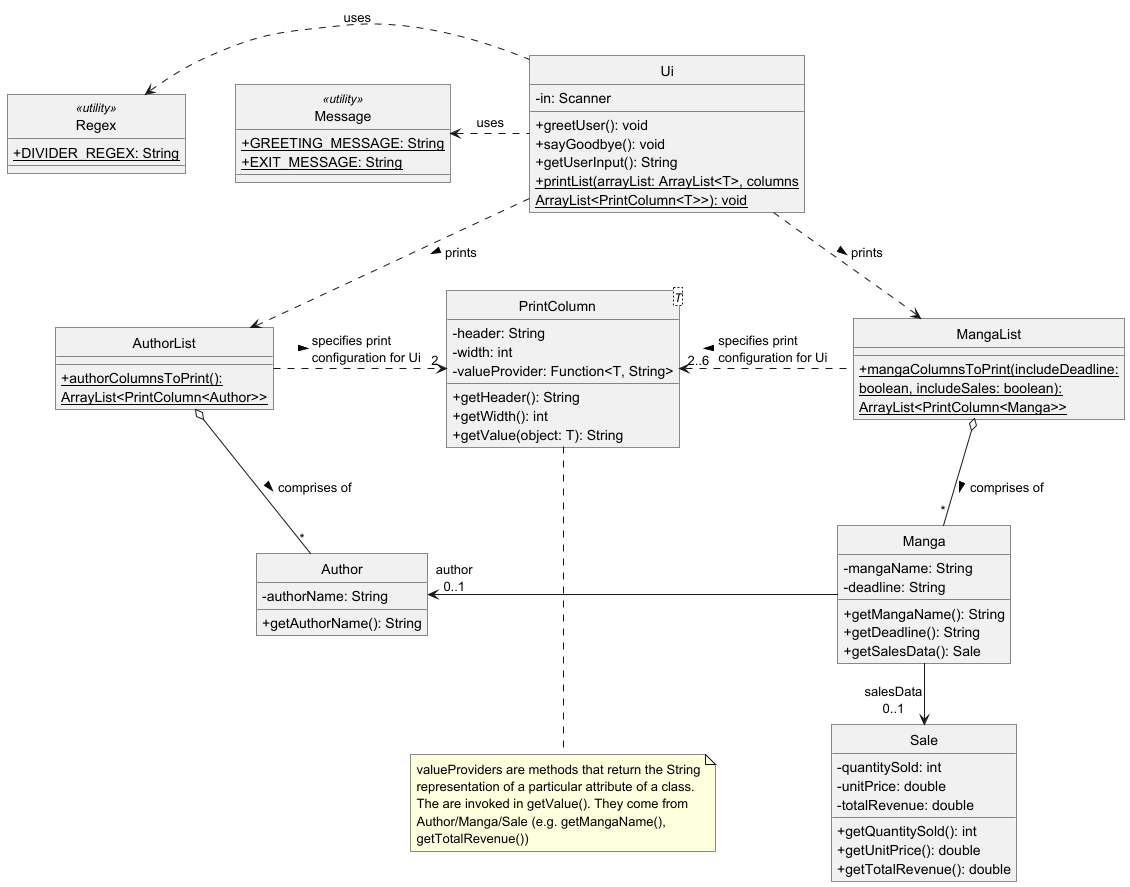 uses
Ui
-in: Scanner
+greetUser(): void
+sayGoodbye(): void
+getUserInput(): String
+printList(arrayList: ArrayList<T>, columns
ArrayList<PrintColumn<T>>): void
«utility»
Regex
+DIVIDER_REGEX: String
«utility»
Message
+GREETING_MESSAGE: String
+EXIT_MESSAGE: String
uses
prints
prints
AuthorList
+authorColumnsToPrint():
ArrayList<PrintColumn<Author>>
specifies print
configuration for Ui
2
T
PrintColumn
-header: String
-width: int
-valueProvider: Function<T, String>
+getHeader(): String
+getWidth(): int
+getValue(object: T): String
specifies print
configuration for Ui
2..6
MangaList
+mangaColumnsToPrint(includeDeadline:
boolean, includeSales: boolean):
ArrayList<PrintColumn<Manga>>
comprises of
*
comprises of
*
Author
-authorName: String
+getAuthorName(): String
author
0..1
Manga
-mangaName: String
-deadline: String
+getMangaName(): String
+getDeadline(): String
+getSalesData(): Sale
salesData
0..1
Sale
-quantitySold: int
-unitPrice: double
-totalRevenue: double
+getQuantitySold(): int
+getUnitPrice(): double
+getTotalRevenue(): double
valueProviders are methods that return the String
representation of a particular attribute of a class.
The are invoked in getValue(). They come from
Author/Manga/Sale (e.g. getMangaName(),
getTotalRevenue())